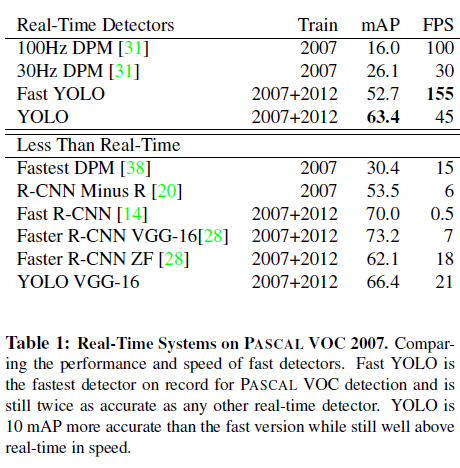 Real-Time Detectors Train mAP FPS
100Hz DPM [31] 2007 16.0 100
30Hz DPM [31] 2007 26.1 30
Fast YOLO 2007+2012 52.7 155
YOLO 2007+2012 63.4 45
Less Than Real-Time
Fastest DPM [38] 2007 30.4 15
R-CNN Minus R [20] 2007 53.5 6
Fast R-CNN [14] 2007+2012 70.0 0.5
Faster R-CNN VGG-16[28] 2007+2012 73.2 7
Faster R-CNN ZF [28] 2007+2012 62.1 18
YOLO VGG-16 2007+2012 66.4 21
Table 1: Real-Time Systems on PASCAL VOC 2007. Compar-
ing the performance and speed of fast detectors. Fast YOLO is
the fastest detector on record for PASCAL VOC detection and is
still twice as accurate as any other real-time detector. YOLO is
10 mAP more accurate than the fast version while still well above
real-time in speed.